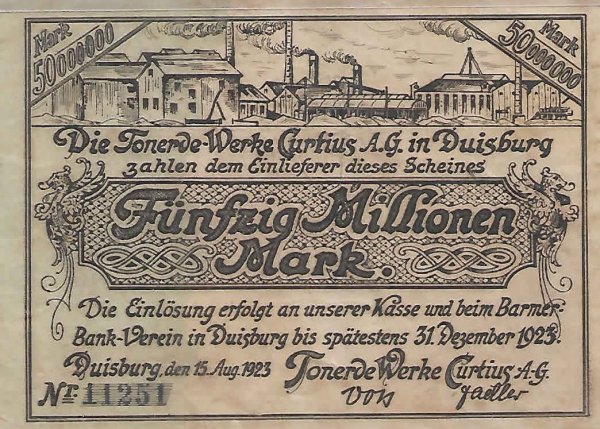 Mark
50000000
Mark
50000000
Die Tonerde-Werke Curtius A.G. in Duisburg
zahlen dem Einlieferer dieses Scheines
Fünfzig Millionen
Mark.
Die Einlösung erfolgt an unserer Kasse und beim Barmer-
Bank-Verein in Duisburg bis spätestens 31. Dezember 1923.
Duisburg, den 15. Aug. 1923 Tonerde Werke Curtius A-G.
Nr. 11251